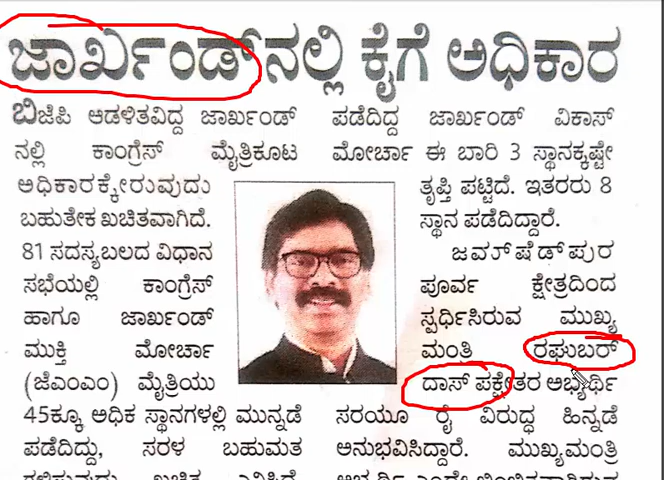 ಜಾರ್ಖಂಡ್‌ನಲ್ಲಿ ಕೈಗೆ ಅಧಿಕಾರ
ಬಿಜೆಪಿ ಆಡಳಿತವಿದ್ದ ಜಾರ್ಖಂಡ್
ನಲ್ಲಿ ಕಾಂಗ್ರೆಸ್ ಮೈತ್ರಿಕೂಟ
ಅಧಿಕಾರಕ್ಕೇರುವುದು
ಬಹುತೇಕ ಖಚಿತವಾಗಿದೆ.
81 ಸದಸ್ಯಬಲದ ವಿಧಾನ
ಸಭೆಯಲ್ಲಿ ಕಾಂಗ್ರೆಸ್
ಹಾಗೂ ಜಾರ್ಖಂಡ್
ಮುಕ್ತಿ ಮೋರ್ಚಾ
(ಜೆಎಂಎಂ) ಮೈತ್ರಿಯು
45ಕ್ಕೂ ಅಧಿಕ ಸ್ಥಾನಗಳಲ್ಲಿ ಮುನ್ನಡೆ
ಪಡೆದಿದ್ದು, ಸರಳ ಬಹುಮತ
ಪಡೆದಿದ್ದ ಜಾರ್ಖಂಡ್ ವಿಕಾಸ್
ಮೋರ್ಚಾ ಈ ಬಾರಿ 3 ಸ್ಥಾನಕ್ಕಷ್ಟೇ
ತೃಪ್ತಿ ಪಟ್ಟಿದೆ. ಇತರರು 8
ಸ್ಥಾನ ಪಡೆದಿದ್ದಾರೆ.
ಜಮ್‌ಷೆಡ್‌ಪುರ
ಪೂರ್ವ ಕ್ಷೇತ್ರದಿಂದ
ಸ್ಪರ್ಧಿಸಿರುವ ಮುಖ್ಯ
ಮಂತ್ರಿ ರಘುಬರ್
ದಾಸ್ ಪಕ್ಷೇತರ ಅಭ್ಯರ್ಥಿ
ಸರಯೂ ರೈ ವಿರುದ್ಧ ಹಿನ್ನಡೆ
ಅನುಭವಿಸಿದ್ದಾರೆ. ಮುಖ್ಯಮಂತ್ರಿ